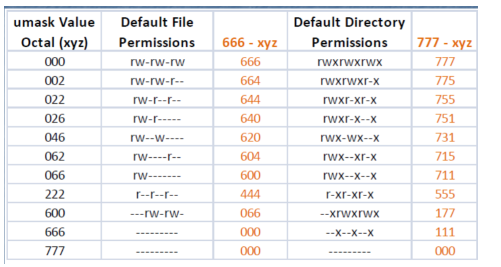 umask Value Default File Default Directory
Octal (xyz) Permissions 666 - xyz Permissions 777 - xyz
000 rw-rw-rw 666 rwxrwxrwx 777
002 rw-rw-r-- 664 rwxrwxr-x 775
022 rw-r--r-- 644 rwxr-xr-x 755
026 rw-r----- 640 rwxr-x--x 751
046 rw--w---- 620 rwx-wx--x 731
062 rw----r-- 604 rwx--xr-x 715
066 rw------- 600 rwx--x--x 711
222 r--r--r-- 444 r-xr-xr-x 555
600 ---rw-rw- 066 --xrwxrwx 177
666 --------- 000 --x--x--x 111
777 --------- 000 --------- 000